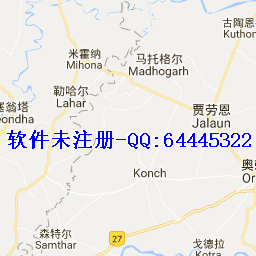 古陶恩
Kuthon
米霍纳
Mihona
马托格尔
Madhogarh
勒哈尔
Lahar
塞翁塔
eondha
贾劳恩
Jalaun
软件未注册-QQ:64445322
Konch
奥
Or
森特尔
Samthar
27
戈德拉
Gotra